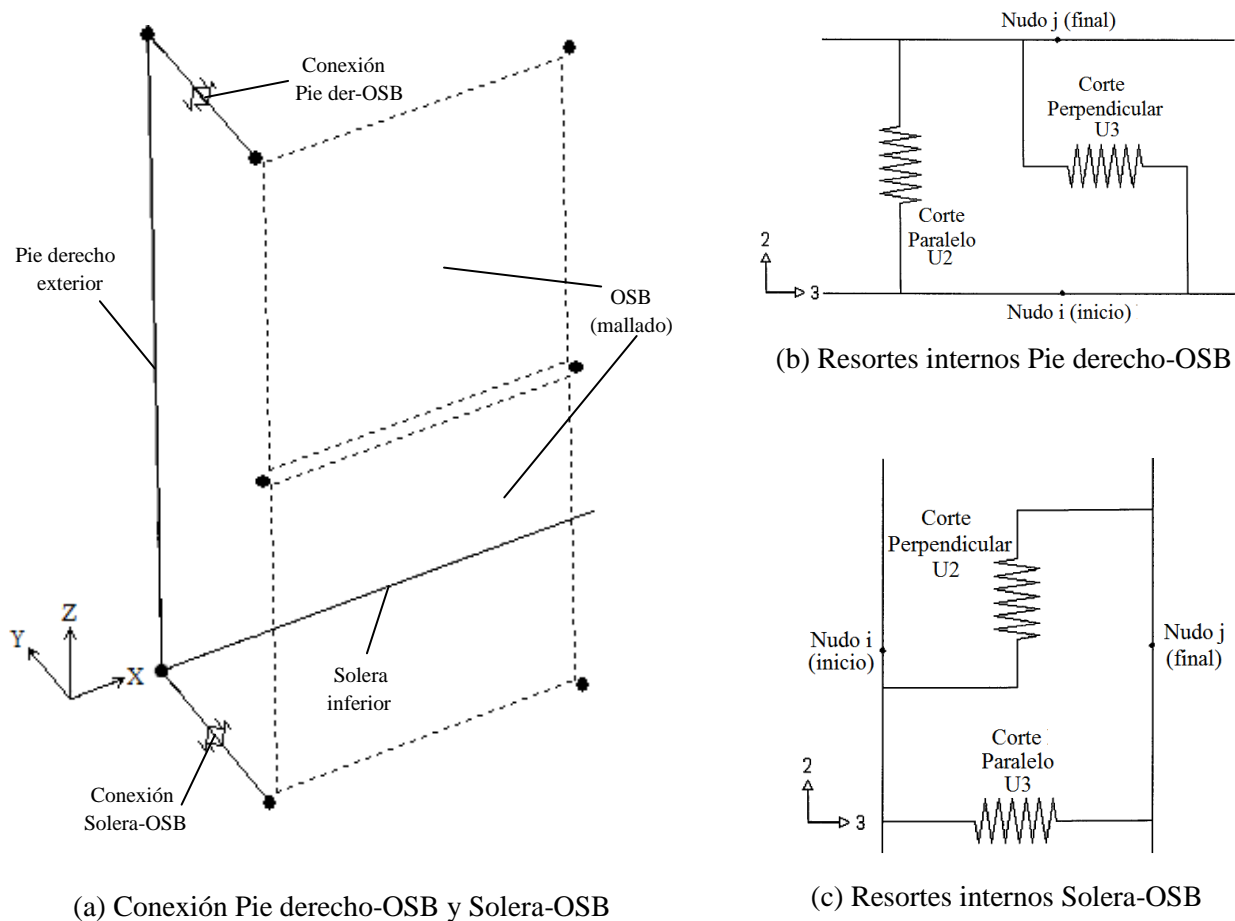 Conexión
Pie der-OSB
Pie derecho
exterior
OSB
(mallado)
Z
Y
X
Solera
inferior
Conexión
Solera-OSB
(a) Conexión Pie derecho-OSB y Solera-OSB
Nudo j (final)
Corte
Perpendicular
U3
Corte
Paralelo
U2
2
3
Nudo i (inicio)
(b) Resortes internos Pie derecho-OSB
Corte
Perpendicular
U2
Nudo i
(inicio)
Nudo j
(final)
Corte
Paralelo
U3
2
3
(c) Resortes internos Solera-OSB